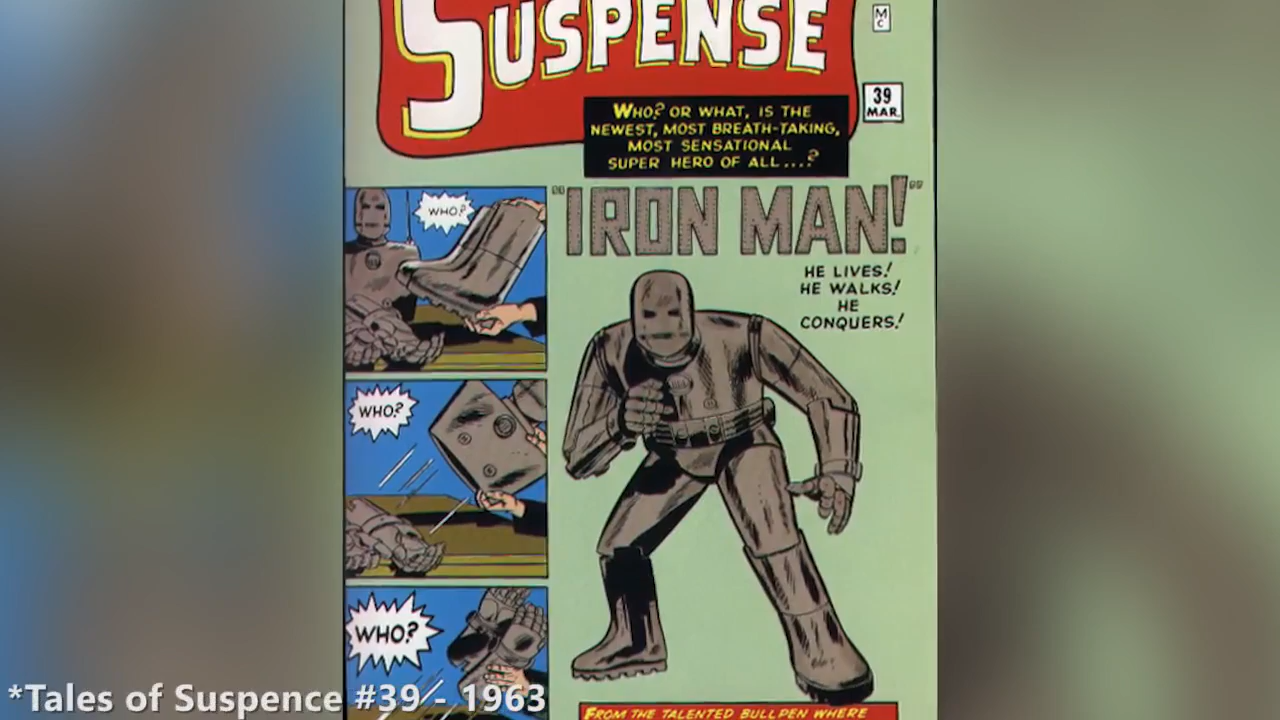 SUSPENSE
M
C
39
MAR.
WHO? OR WHAT, IS THE
NEWEST, MOST BREATH-TAKING,
MOST SENSATIONAL
SUPER HERO OF ALL...?
"IRON MAN!"
HE LIVES!
HE WALKS!
HE
CONQUERS!
WHO?
WHO?
WHO?
FROM THE TALENTED BULLPEN WHERE
*Tales of Suspence #39 - 1963